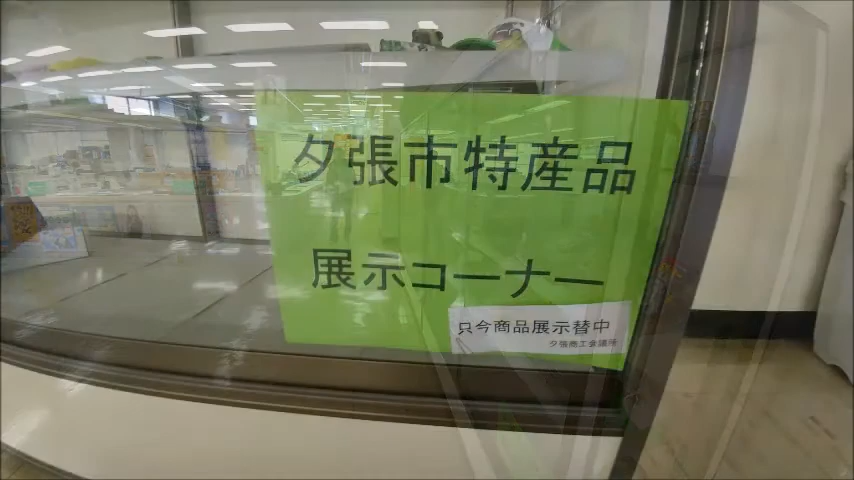 夕張市特産品
展示コーナー
只今商品展示替中
夕張商工会議所